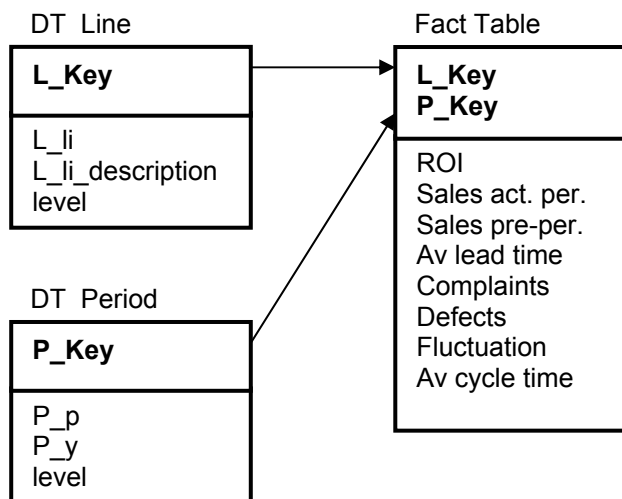 DT Line
L_Key
L_li
L_li_description
level
DT Period
P_Key
P_p
P_y
level
Fact Table
L_Key
P_Key
ROI
Sales act. per.
Sales pre-per.
Av lead time
Complaints
Defects
Fluctuation
Av cycle time